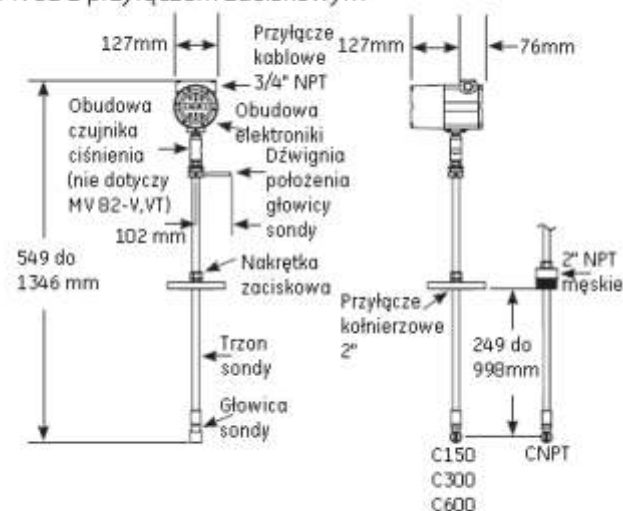 z przyłączem zaciskowym
127mm
Przyłącze
kablowe
3/4" NPT
127mm
76mm
Obudowa
czujnika
ciśnienia
(nie dotyczy
MV 82-V,VT)
Obudowa
elektroniki
Dźwignia
położenia
głowicy
sondy
102 mm
549 do
1346 mm
Nakrętka
zaciskowa
2" NPT
męskie
Przyłącze
kołnierzowe
2"
249 do
998mm
Trzon
sondy
Głowica
sondy
C150
C300
C600
CNPT